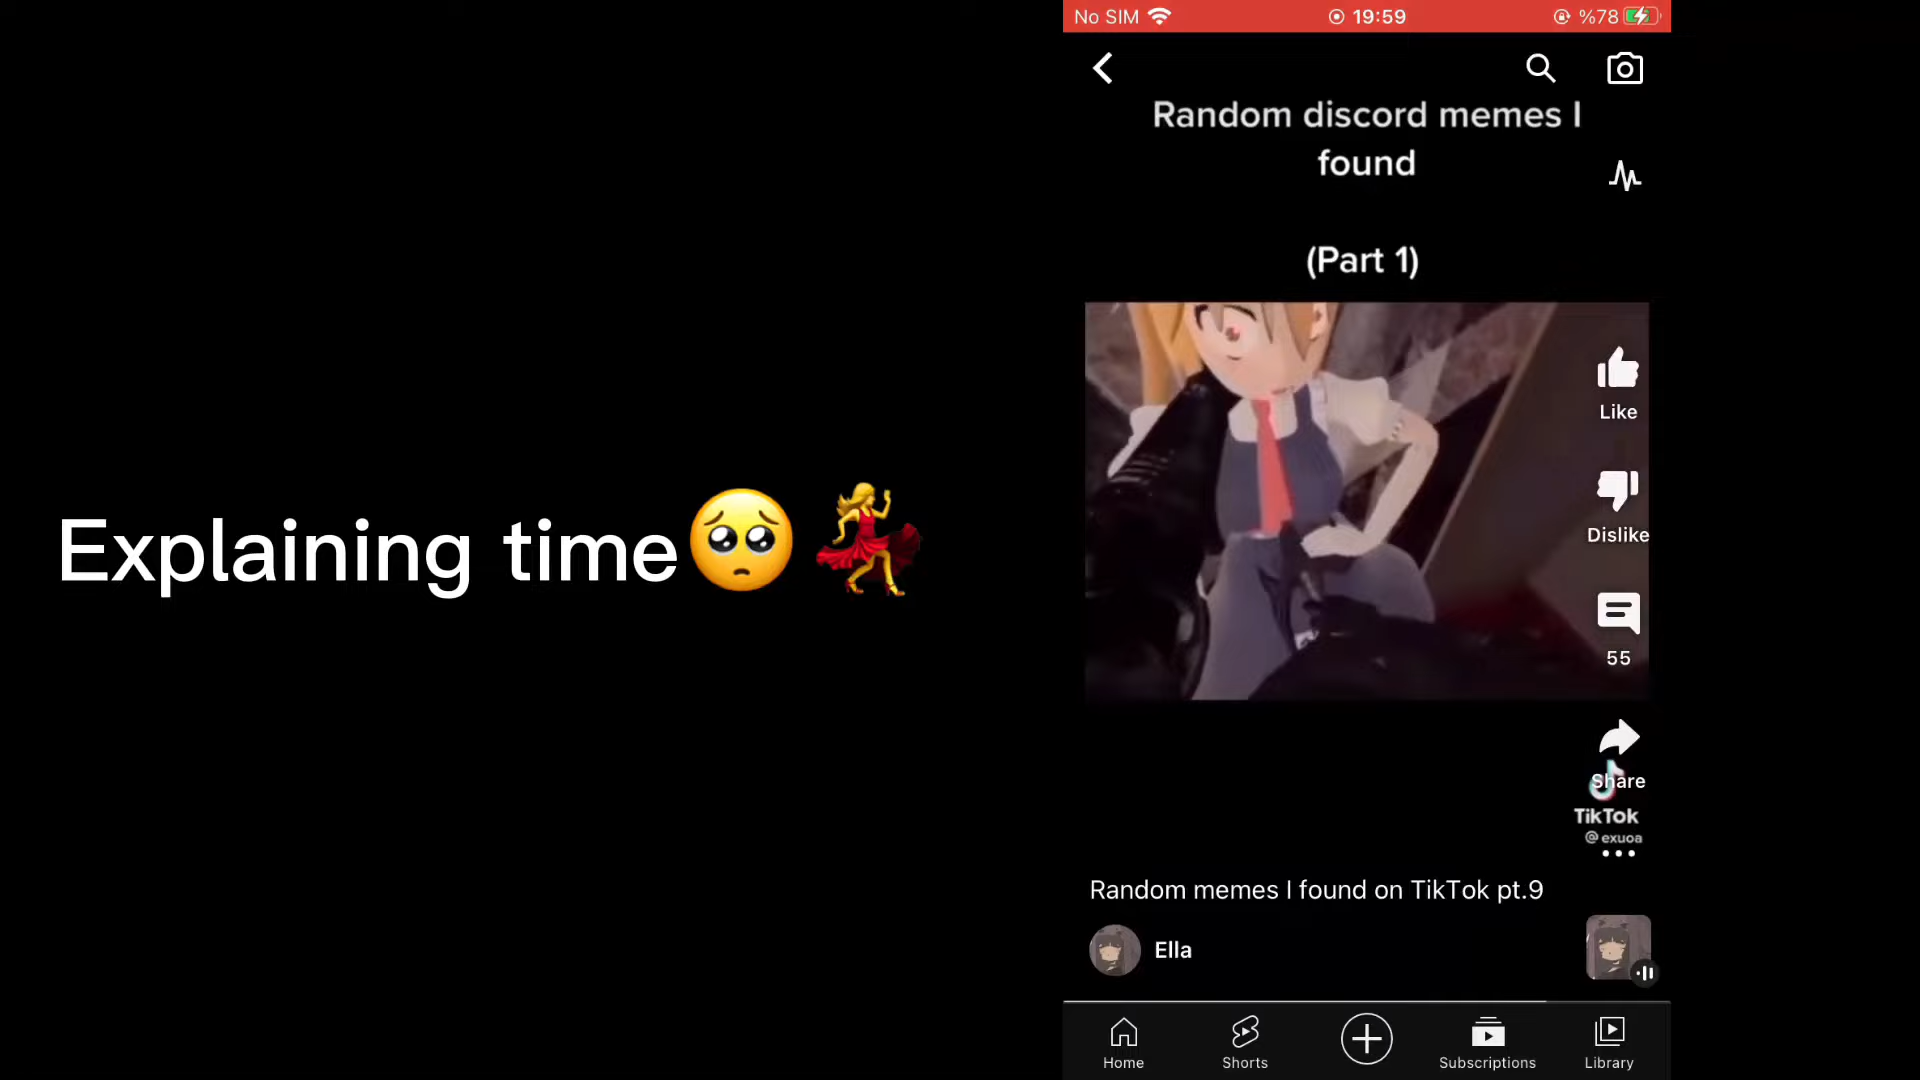 Explaining time🥺 💃
No SIM 19:59 %78
Random discord memes I
found
(Part 1)
Like
Dislike
55
Share
TikTok
@ exuoa
Random memes I found on TikTok pt.9
Ella
Home Shorts Subscriptions Library